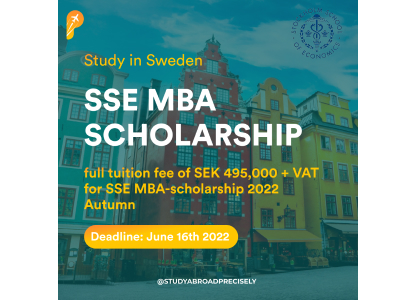 Study in Sweden
SSE MBA
SCHOLARSHIP
full tuition fee of SEK 495,000 + VAT
for SSE MBA-scholarship 2022
Autumn
Deadline: June 16th 2022
@STUDYABROADPRECISELY